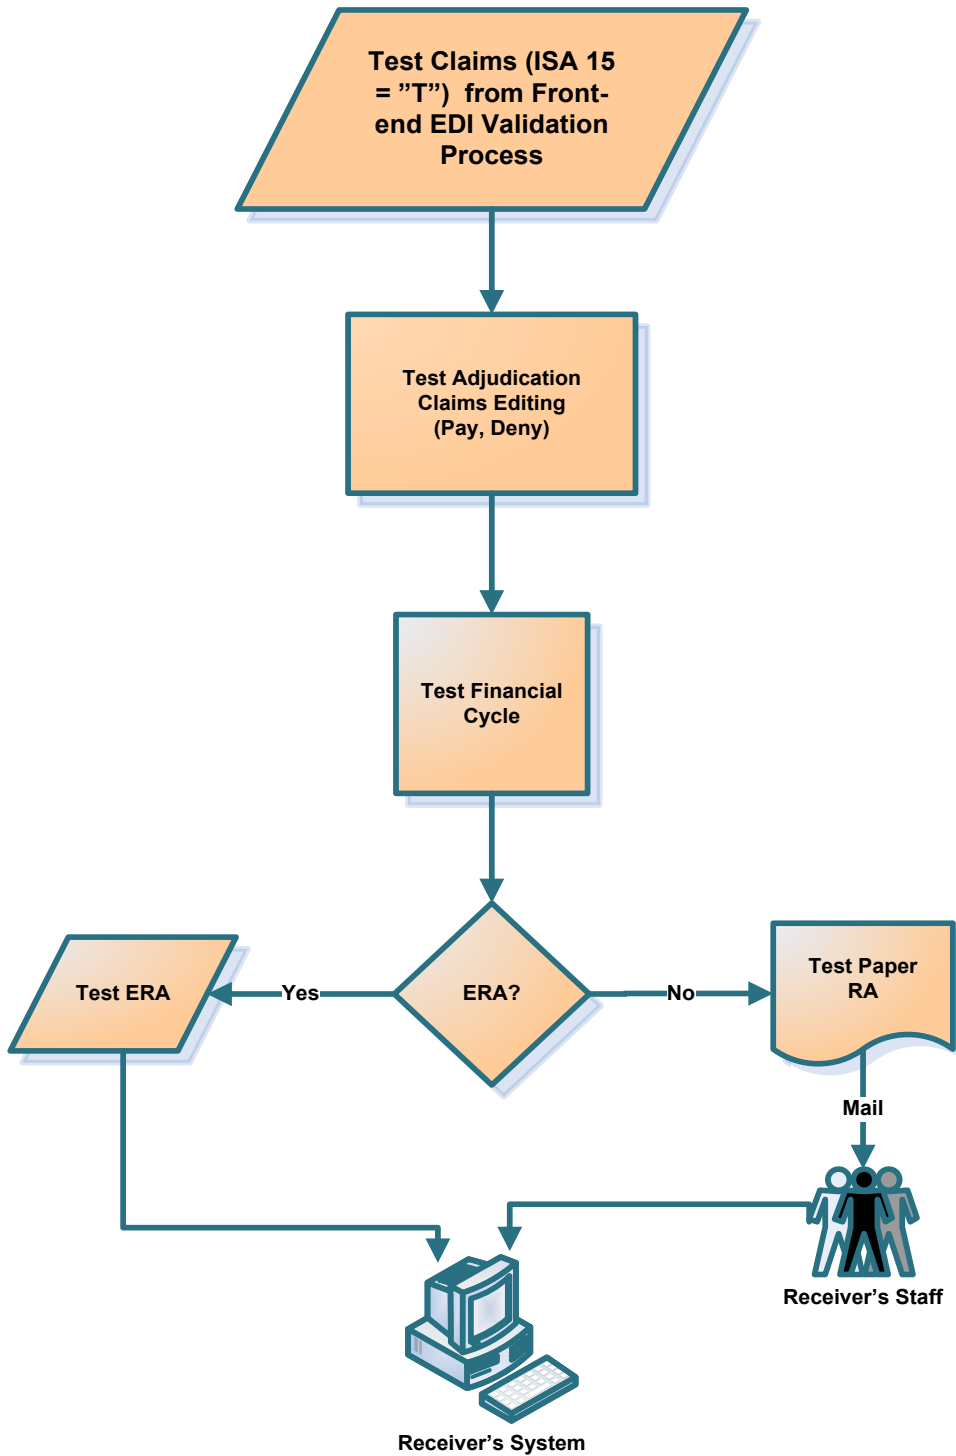 Test Claims (ISA 15
= ”T”)  from Front-
end EDI Validation
Process
Test Adjudication
Claims Editing
(Pay, Deny)
Test Financial
Cycle
Test ERA
Yes
ERA?
No
Test Paper
RA
Mail
Receiver’s Staff
Receiver’s System